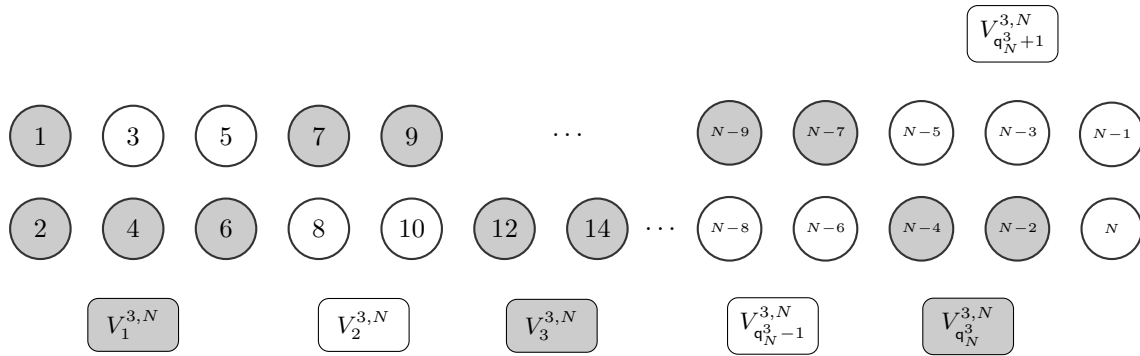 V^{3,N}_{q^3_N+1}
1 3 5 7 9 ⋯ N−9 N−7 N−5 N−3 N−1
2 4 6 8 10 12 14 ⋯ N−8 N−6 N−4 N−2 N
V^{3,N}_1 V^{3,N}_2 V^{3,N}_3 V^{3,N}_{q^3_N−1} V^{3,N}_{q^3_N}